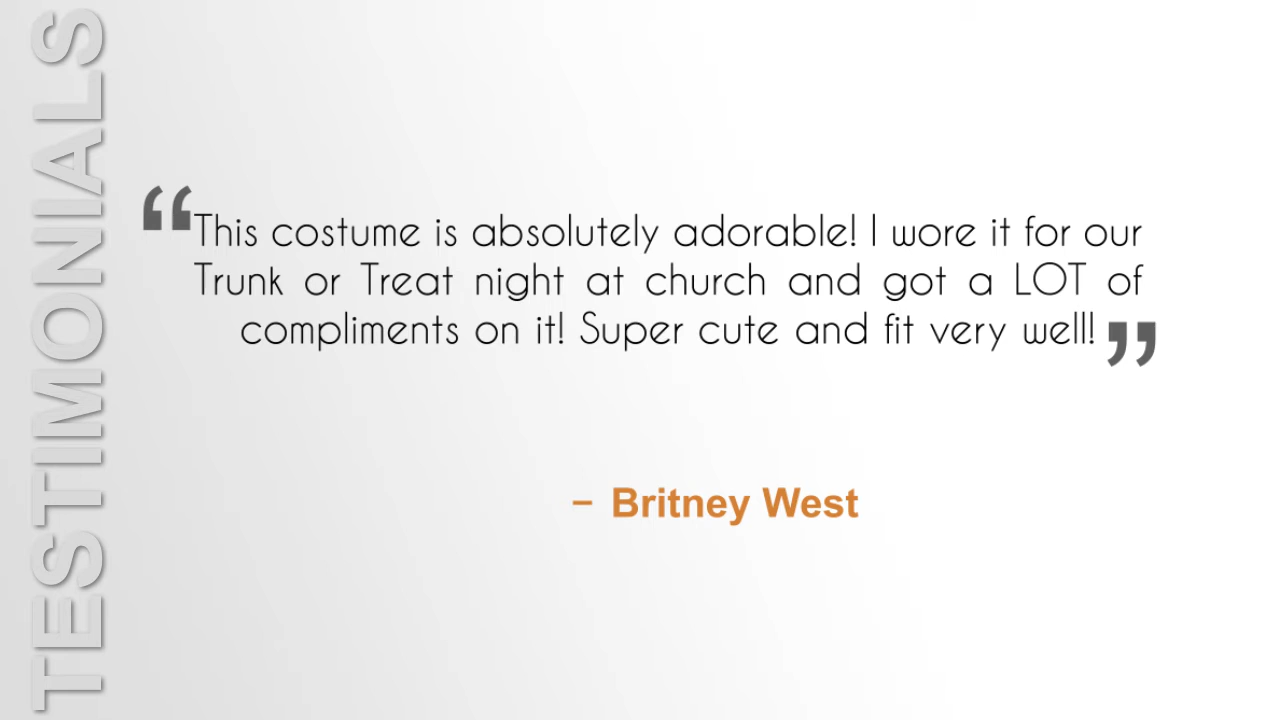 TESTIMONIALS
“This costume is absolutely adorable! I wore it for our
Trunk or Treat night at church and got a LOT of
compliments on it! Super cute and fit very well!”
– Britney West